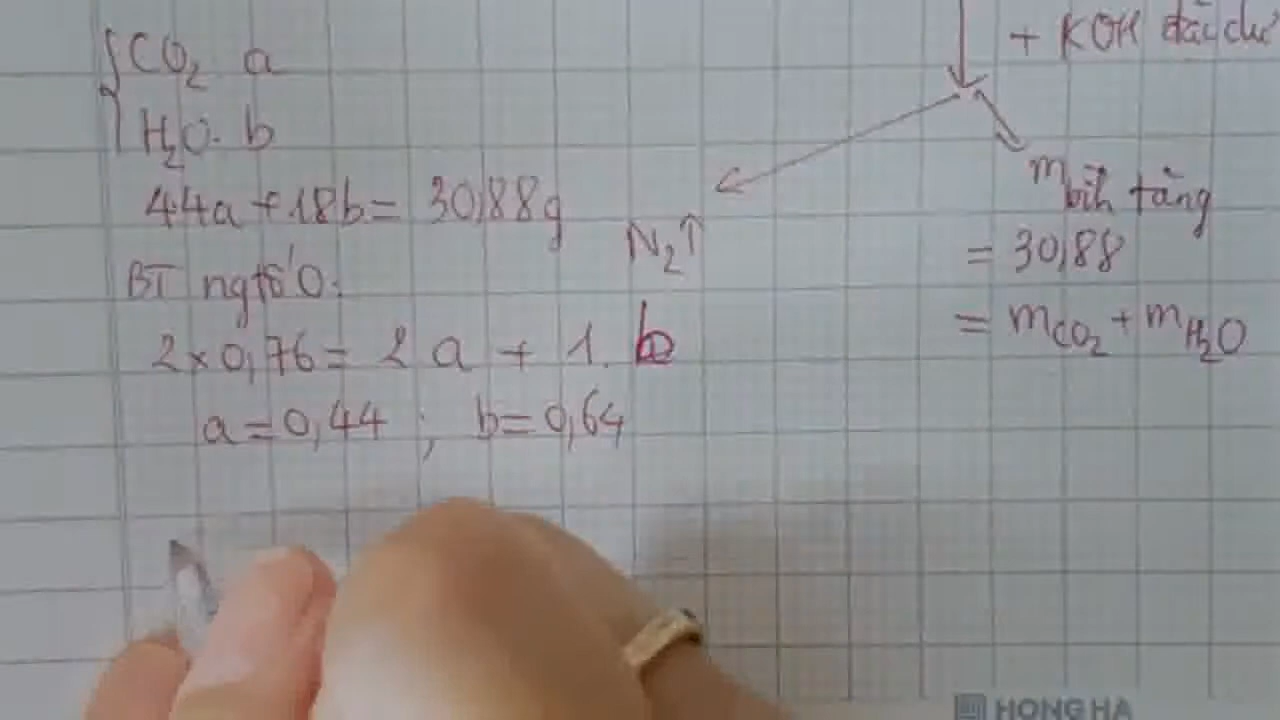 CO₂ a
H₂O. b
44a + 18b = 30,88g
BT ngtố O:
2 x 0,76 = 2 a + 1. b
a = 0,44 ; b = 0,64
+ KOH đặc dư
N₂↑
m bình tăng
= 30,88
= mCO₂ + mH₂O
HONG HA